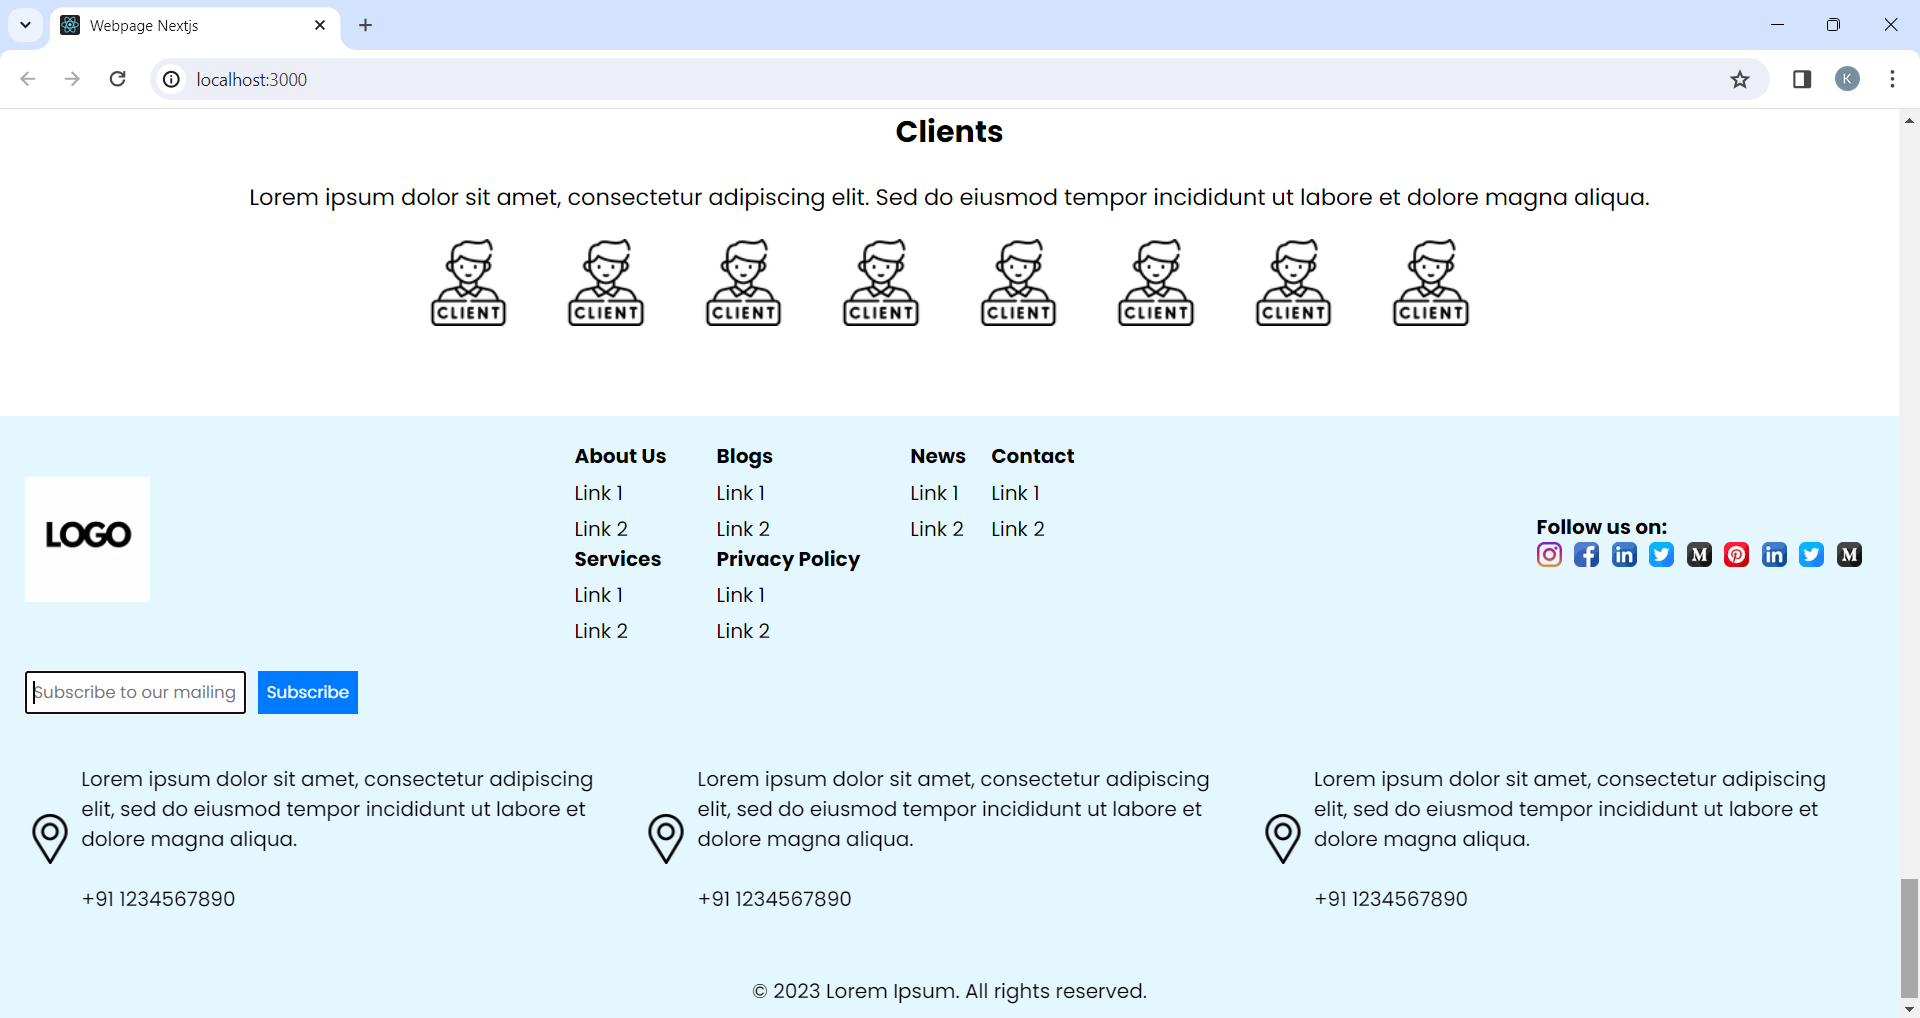 Webpage Nextjs
localhost:3000
K
Clients
Lorem ipsum dolor sit amet, consectetur adipiscing elit. Sed do eiusmod tempor incididunt ut labore et dolore magna aliqua.
CLIENT CLIENT CLIENT CLIENT CLIENT CLIENT CLIENT CLIENT
LOGO
About Us
Link 1
Link 2
Services
Link 1
Link 2
Blogs
Link 1
Link 2
Privacy Policy
Link 1
Link 2
News
Link 1
Link 2
Contact
Link 1
Link 2
Follow us on:
f in M in M
Subscribe to our mailing
Subscribe
Lorem ipsum dolor sit amet, consectetur adipiscing
elit, sed do eiusmod tempor incididunt ut labore et
dolore magna aliqua.
+91 1234567890
Lorem ipsum dolor sit amet, consectetur adipiscing
elit, sed do eiusmod tempor incididunt ut labore et
dolore magna aliqua.
+91 1234567890
Lorem ipsum dolor sit amet, consectetur adipiscing
elit, sed do eiusmod tempor incididunt ut labore et
dolore magna aliqua.
+91 1234567890
© 2023 Lorem Ipsum. All rights reserved.